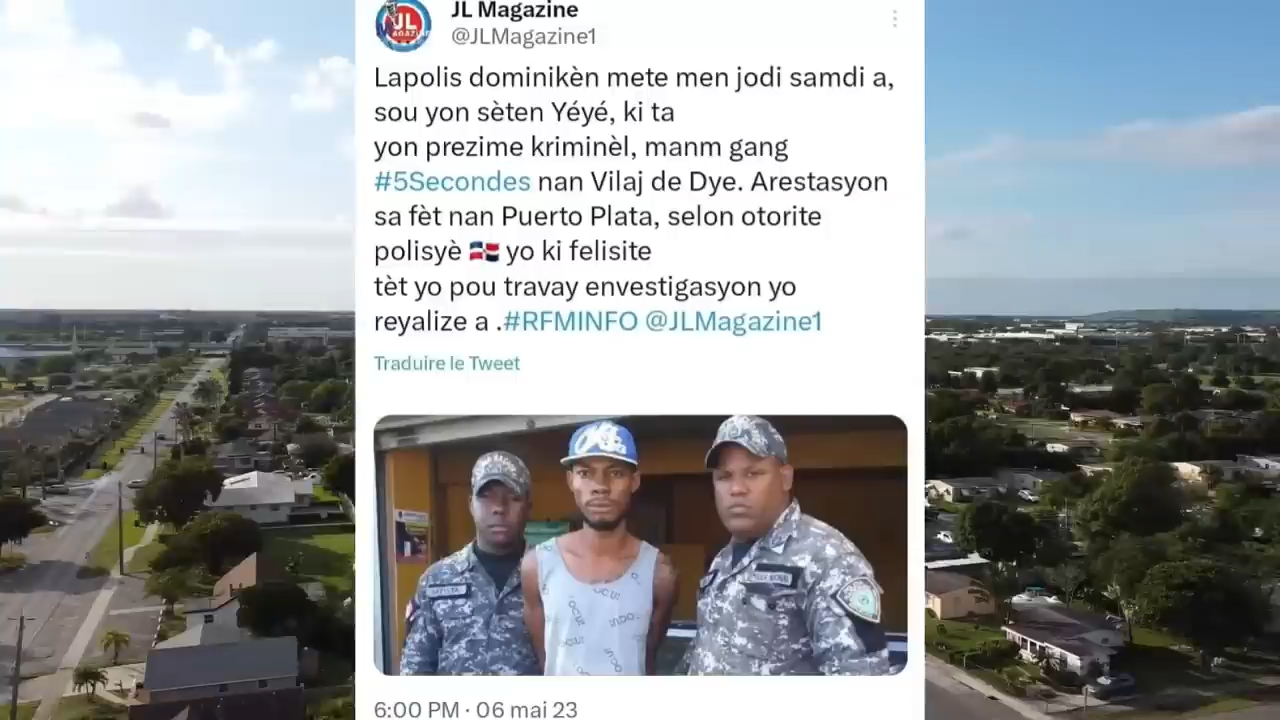 JL Magazine
@JLMagazine1
Lapolis dominikèn mete men jodi samdi a,
sou yon sèten Yéyé, ki ta
yon prezime kriminèl, manm gang
#5Secondes nan Vilaj de Dye. Arestasyon
sa fèt nan Puerto Plata, selon otorite
polisyè 🇩🇴 yo ki felisite
tèt yo pou travay envestigasyon yo
reyalize a .#RFMINFO @JLMagazine1
Traduire le Tweet
6:00 PM · 06 mai 23